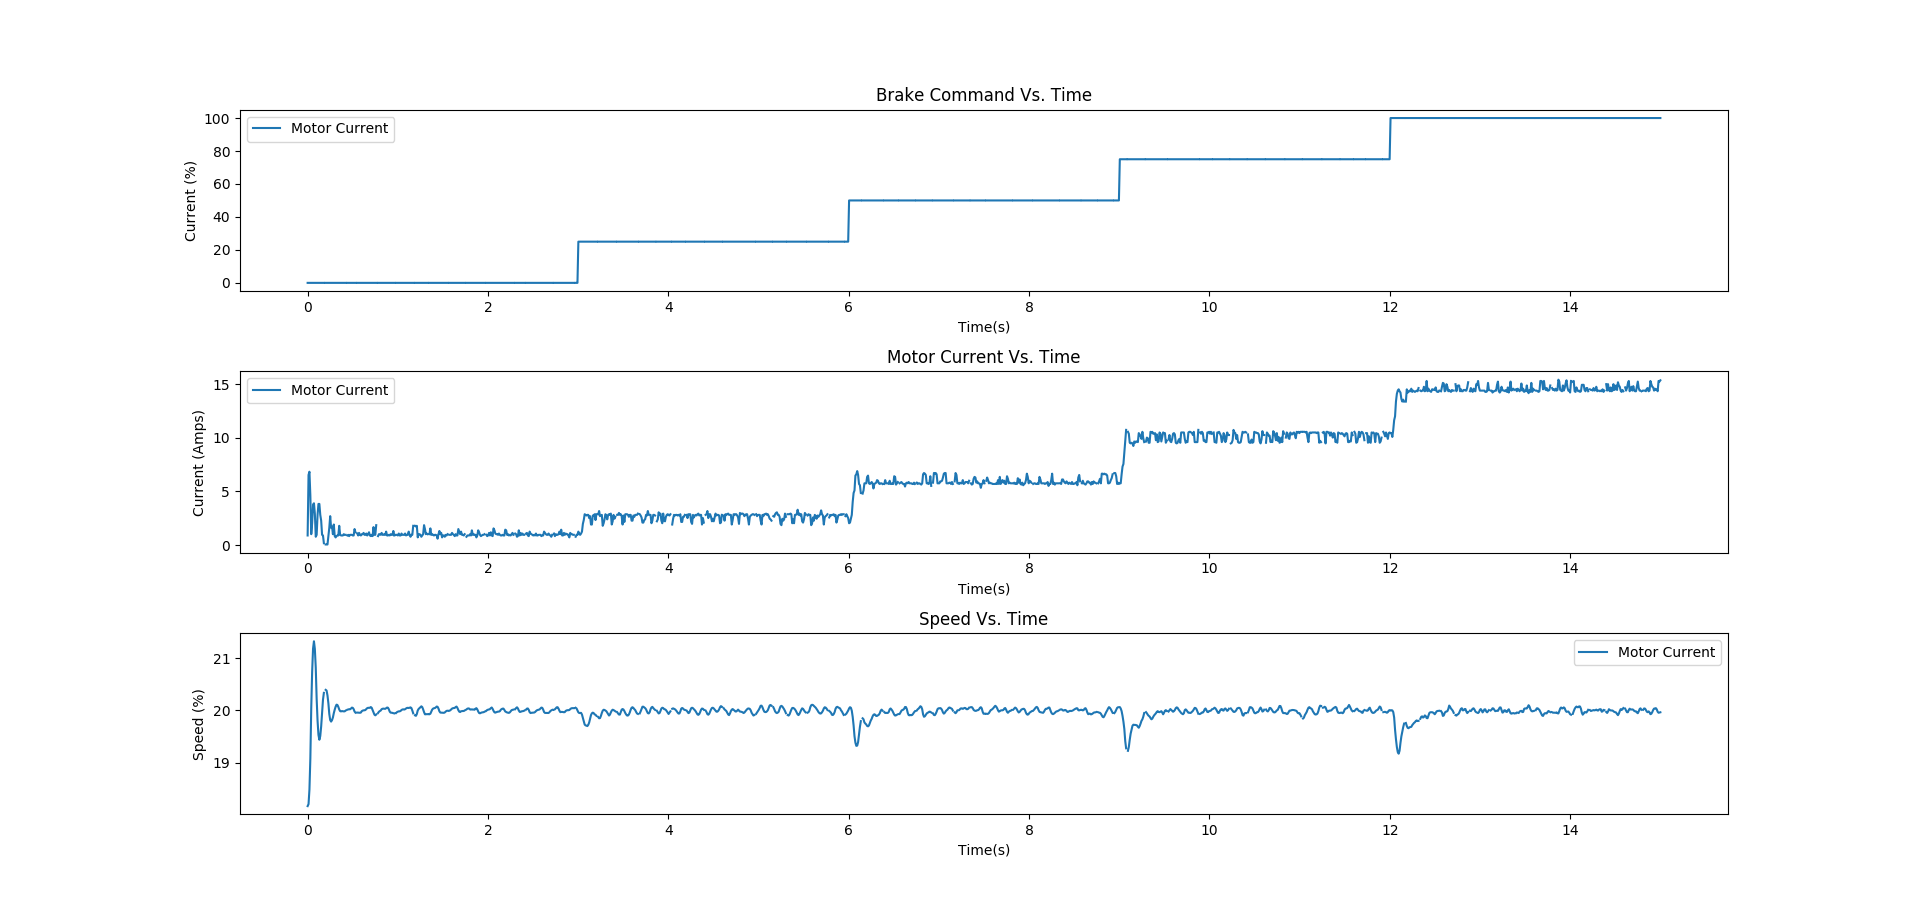 Brake Command Vs. Time
Motor Current
Current (%)
100
80
60
40
20
0
0 2 4 6 8 10 12 14
Time(s)
Motor Current Vs. Time
Motor Current
Current (Amps)
15
10
5
0
0 2 4 6 8 10 12 14
Time(s)
Speed Vs. Time
Motor Current
Speed (%)
21
20
19
0 2 4 6 8 10 12 14
Time(s)